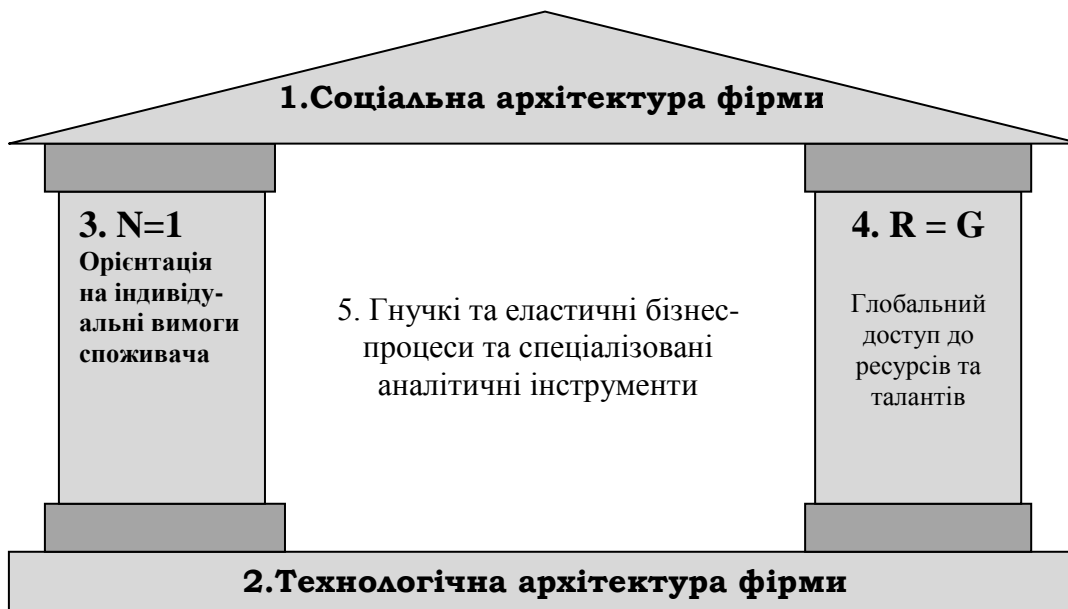 1.Соціальна архітектура фірми
3. N=1
Орієнтація
на індивіду-
альні вимоги
споживача
5. Гнучкі та еластичні бізнес-
процеси та спеціалізовані
аналітичні інструменти
4. R = G
Глобальний
доступ до
ресурсів та
талантів
2.Технологічна архітектура фірми